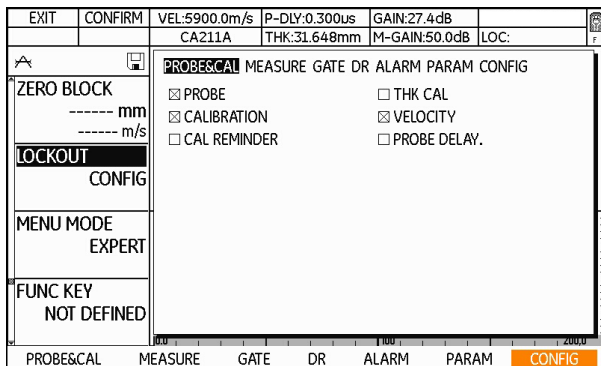 EXIT CONFIRM VEL:5900.0m/s P-DLY:0.300us GAIN:27.4dB
CA211A THK:31.648mm M-GAIN:50.0dB LOC:
F
PROBE&CAL MEASURE GATE DR ALARM PARAM CONFIG
ZERO BLOCK
------ mm
------ m/s
☒ PROBE ☐ THK CAL
☒ CALIBRATION ☒ VELOCITY
☐ CAL REMINDER ☐ PROBE DELAY.
LOCKOUT
CONFIG
MENU MODE
EXPERT
FUNC KEY
NOT DEFINED
0.0 100 200.0
PROBE&CAL MEASURE GATE DR ALARM PARAM CONFIG